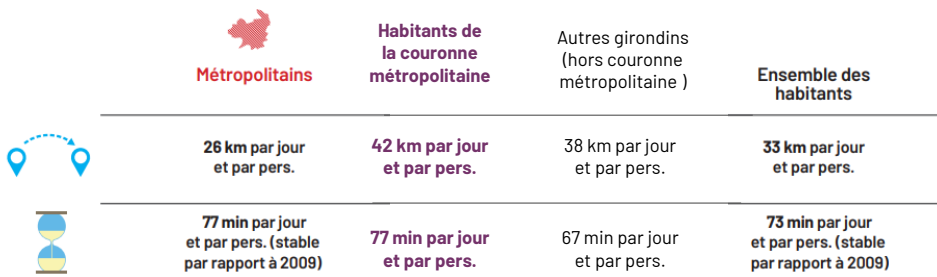 Métropolitains
Habitants de
la couronne
métropolitaine
Autres girondins
(hors couronne
métropolitaine )
Ensemble des
habitants
26 km par jour
et par pers.
42 km par jour
et par pers.
38 km par jour
et par pers.
33 km par jour
et par pers.
77 min par jour
et par pers. (stable
par rapport à 2009)
77 min par jour
et par pers.
67 min par jour
et par pers.
73 min par jour
et par pers. (stable
par rapport à 2009)